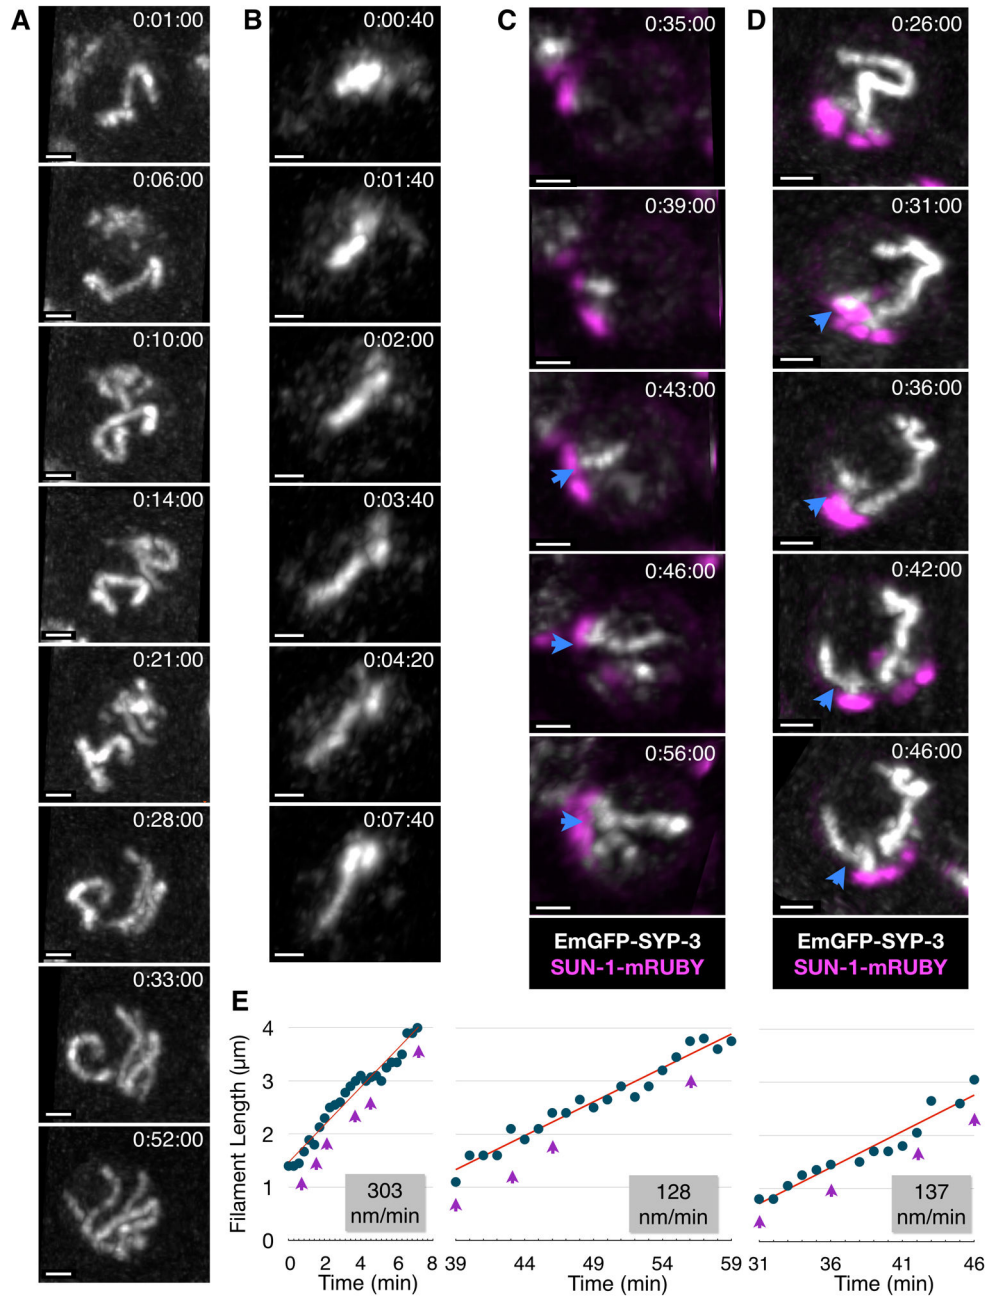 A
0:01:00
0:06:00
0:10:00
0:14:00
0:21:00
0:28:00
0:33:00
0:52:00
B
0:00:40
0:01:40
0:02:00
0:03:40
0:04:20
0:07:40
C
0:35:00
0:39:00
0:43:00
0:46:00
0:56:00
EmGFP-SYP-3
SUN-1-mRUBY
D
0:26:00
0:31:00
0:36:00
0:42:00
0:46:00
EmGFP-SYP-3
SUN-1-mRUBY
E
Filament Length (μm)
4
3
2
1
0
303
nm/min
0 2 4 6 8
Time (min)
128
nm/min
39 44 49 54 59
Time (min)
137
nm/min
31 36 41 46
Time (min)